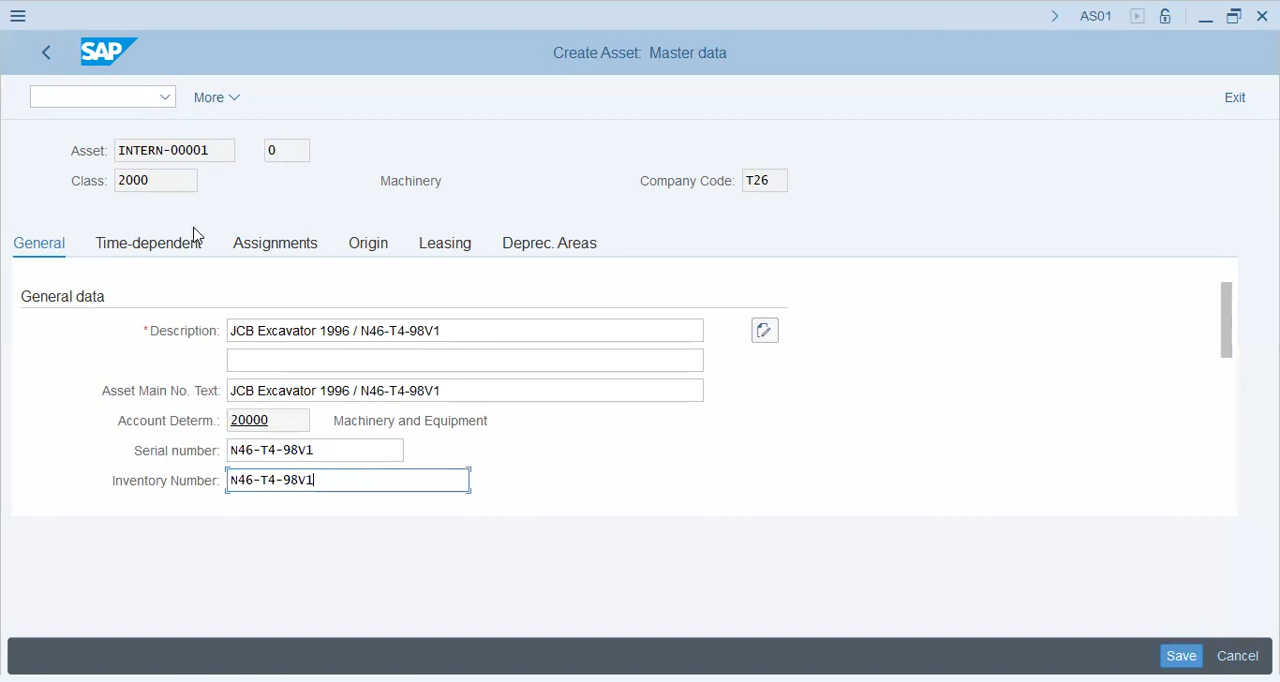 AS01
SAP
Create Asset: Master data
More
Exit
Asset: INTERN-00001 0
Class: 2000 Machinery Company Code: T26
General Time-dependent Assignments Origin Leasing Deprec. Areas
General data
*Description: JCB Excavator 1996 / N46-T4-98V1
Asset Main No. Text: JCB Excavator 1996 / N46-T4-98V1
Account Determ.: 20000 Machinery and Equipment
Serial number: N46-T4-98V1
Inventory Number: N46-T4-98V1
Save Cancel